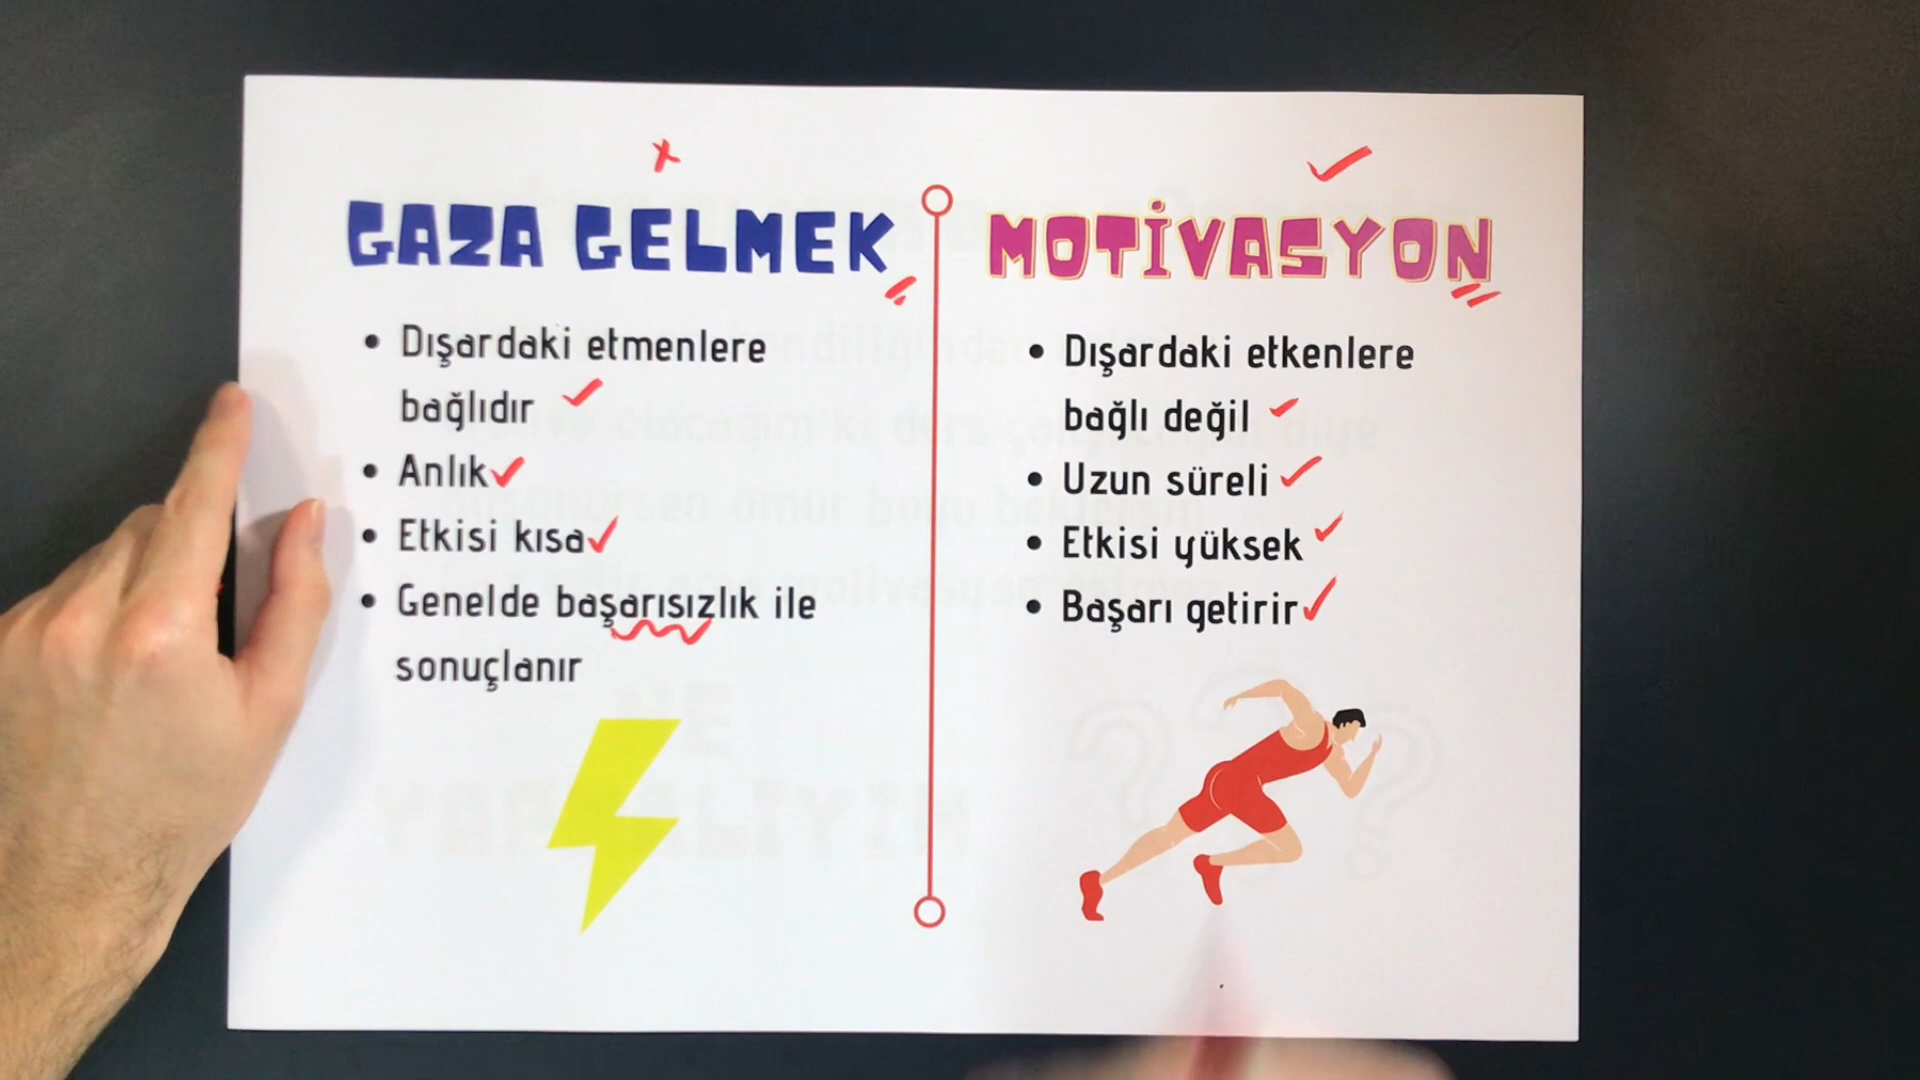 GAZA GELMEK
• Dışardaki etmenlere
bağlıdır
• Anlık
• Etkisi kısa
• Genelde başarısızlık ile
sonuçlanır
MOTİVASYON
• Dışardaki etkenlere
bağlı değil
• Uzun süreli
• Etkisi yüksek
• Başarı getirir